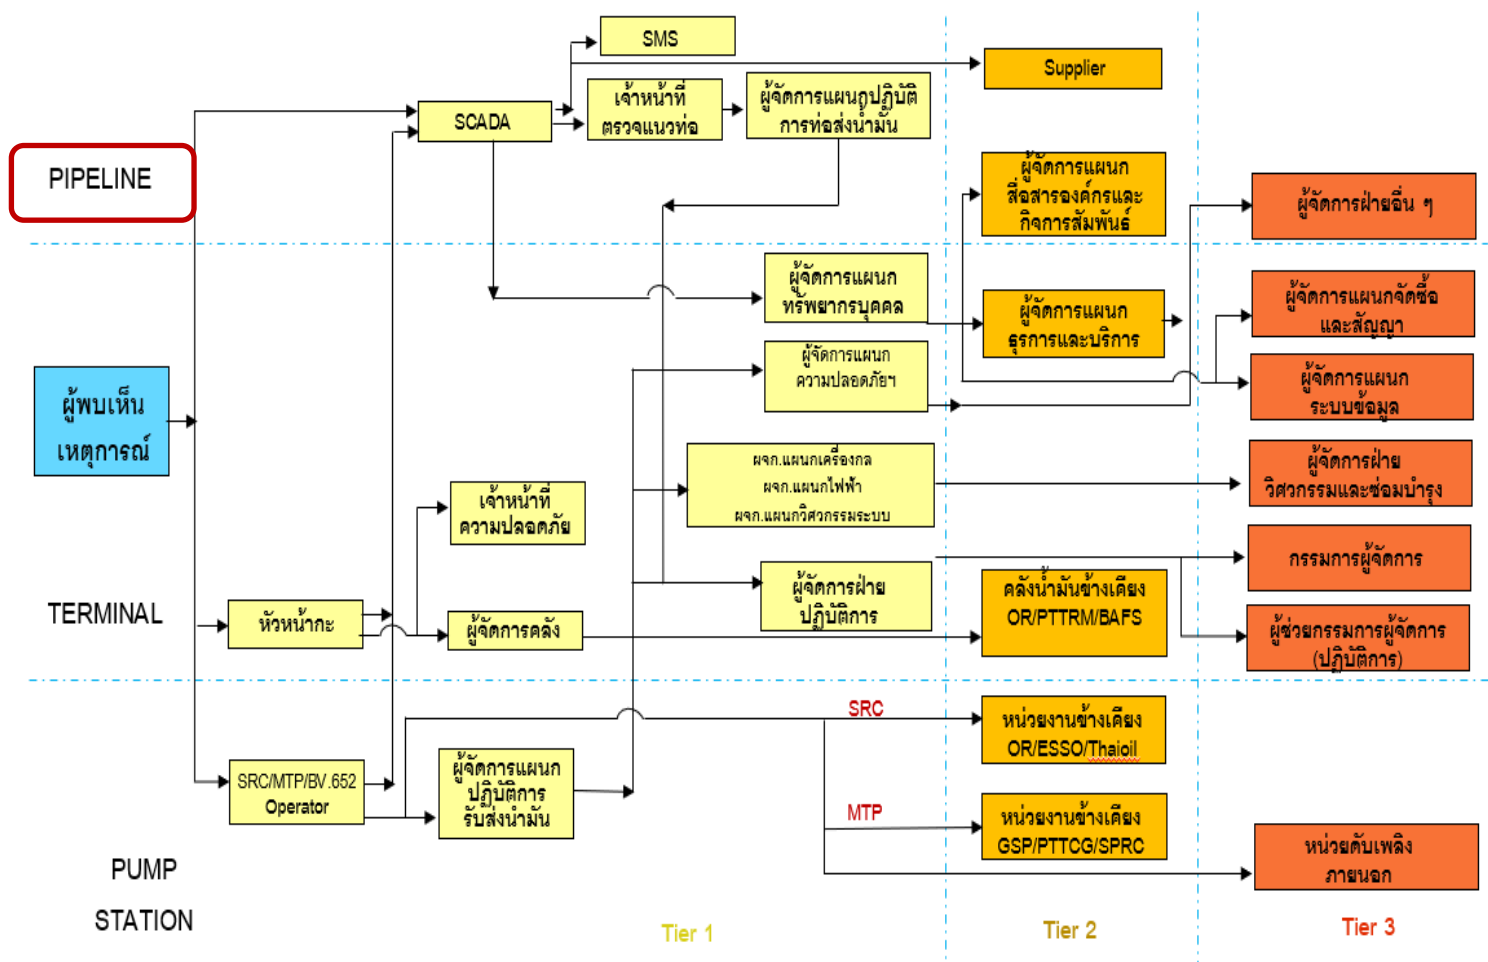 SMS
Supplier
เจ้าหน้าที่
ตรวจแนวท่อ
ผู้จัดการแผนกปฏิบัติ
การท่อส่งน้ำมัน
SCADA
PIPELINE
ผู้จัดการแผนก
สื่อสารองค์กรและ
กิจการสัมพันธ์
ผู้จัดการฝ่ายอื่น ๆ
ผู้จัดการแผนก
ทรัพยากรบุคคล
ผู้จัดการแผนก
ธุรการและบริการ
ผู้จัดการแผนกจัดซื้อ
และสัญญา
ผู้จัดการแผนก
ความปลอดภัยฯ
ผู้จัดการแผนก
ระบบข้อมูล
ผู้พบเห็น
เหตุการณ์
ผจก.แผนกเครื่องกล
ผจก.แผนกไฟฟ้า
ผจก.แผนกวิศวกรรมระบบ
ผู้จัดการฝ่าย
วิศวกรรมและซ่อมบำรุง
เจ้าหน้าที่
ความปลอดภัย
กรรมการผู้จัดการ
TERMINAL
หัวหน้ากะ
ผู้จัดการคลัง
ผู้จัดการฝ่าย
ปฏิบัติการ
คลังน้ำมันข้างเคียง
OR/PTTRM/BAFS
ผู้ช่วยกรรมการผู้จัดการ
(ปฏิบัติการ)
SRC
หน่วยงานข้างเคียง
OR/ESSO/Thaioil
SRC/MTP/BV.652
Operator
ผู้จัดการแผนก
ปฏิบัติการ
รับส่งน้ำมัน
MTP
หน่วยงานข้างเคียง
GSP/PTTCG/SPRC
หน่วยดับเพลิง
ภายนอก
PUMP
STATION
Tier 1
Tier 2
Tier 3